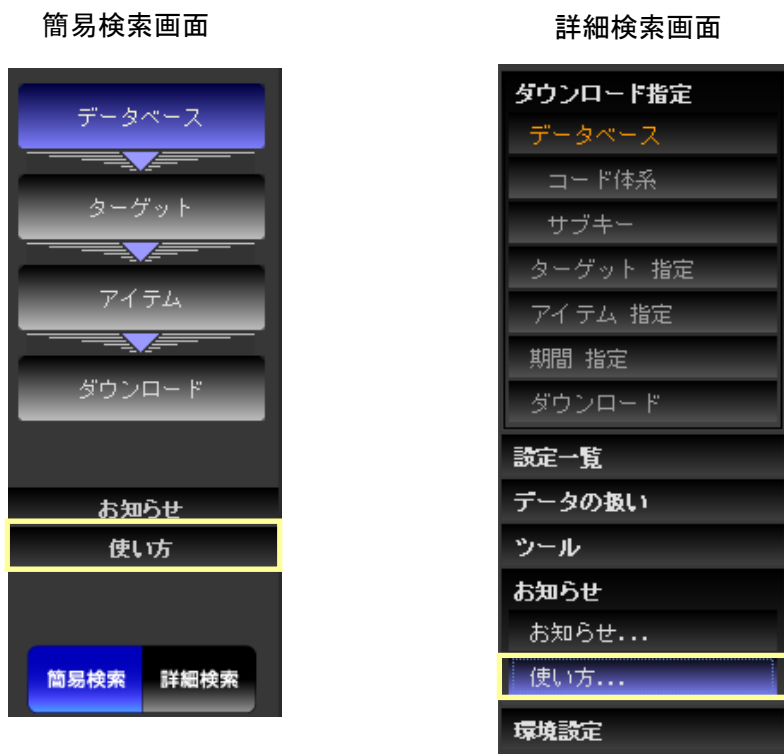 簡易検索画面
データベース
ターゲット
アイテム
ダウンロード
お知らせ
使い方
簡易検索
詳細検索
詳細検索画面
ダウンロード指定
データベース
コード体系
サブキー
ターゲット 指定
アイテム 指定
期間 指定
ダウンロード
設定一覧
データの扱い
ツール
お知らせ
お知らせ...
使い方...
環境設定